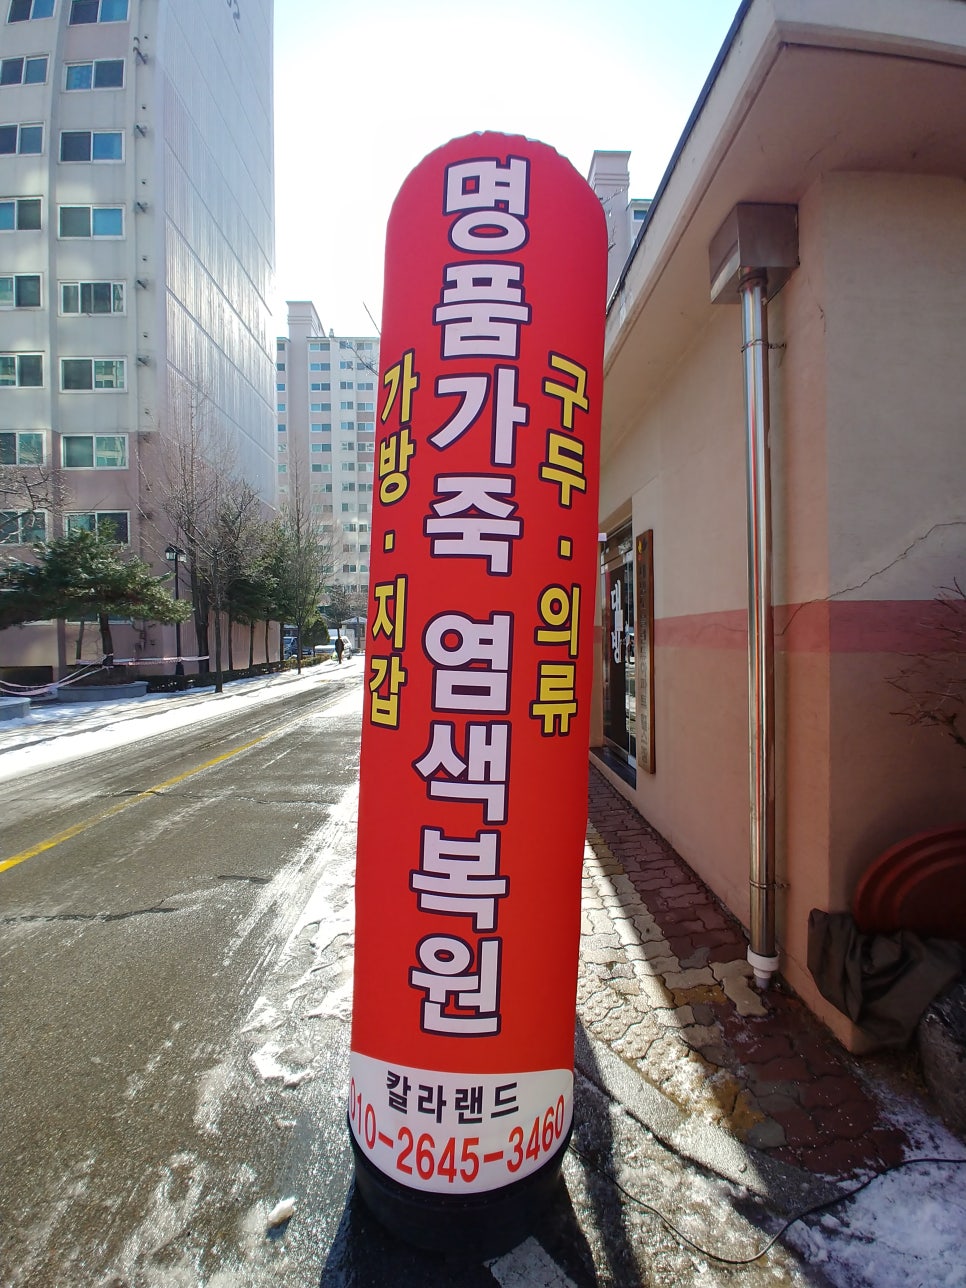 명품가죽 염색복원
가방·지갑
구두·의류
칼라랜드
010-2645-3460